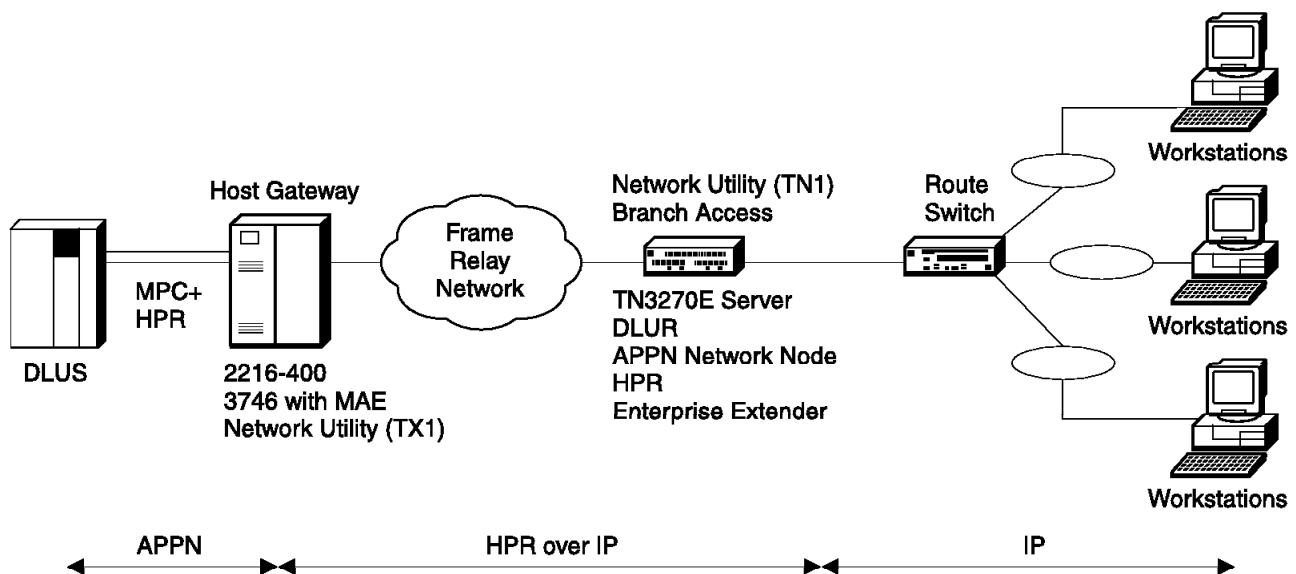 Host Gateway
DLUS
MPC+
HPR
2216-400
3746 with MAE
Network Utility (TX1)
Frame
Relay
Network
Network Utility (TN1)
Branch Access
TN3270E Server
DLUR
APPN Network Node
HPR
Enterprise Extender
Route
Switch
Workstations
Workstations
Workstations
APPN
HPR over IP
IP